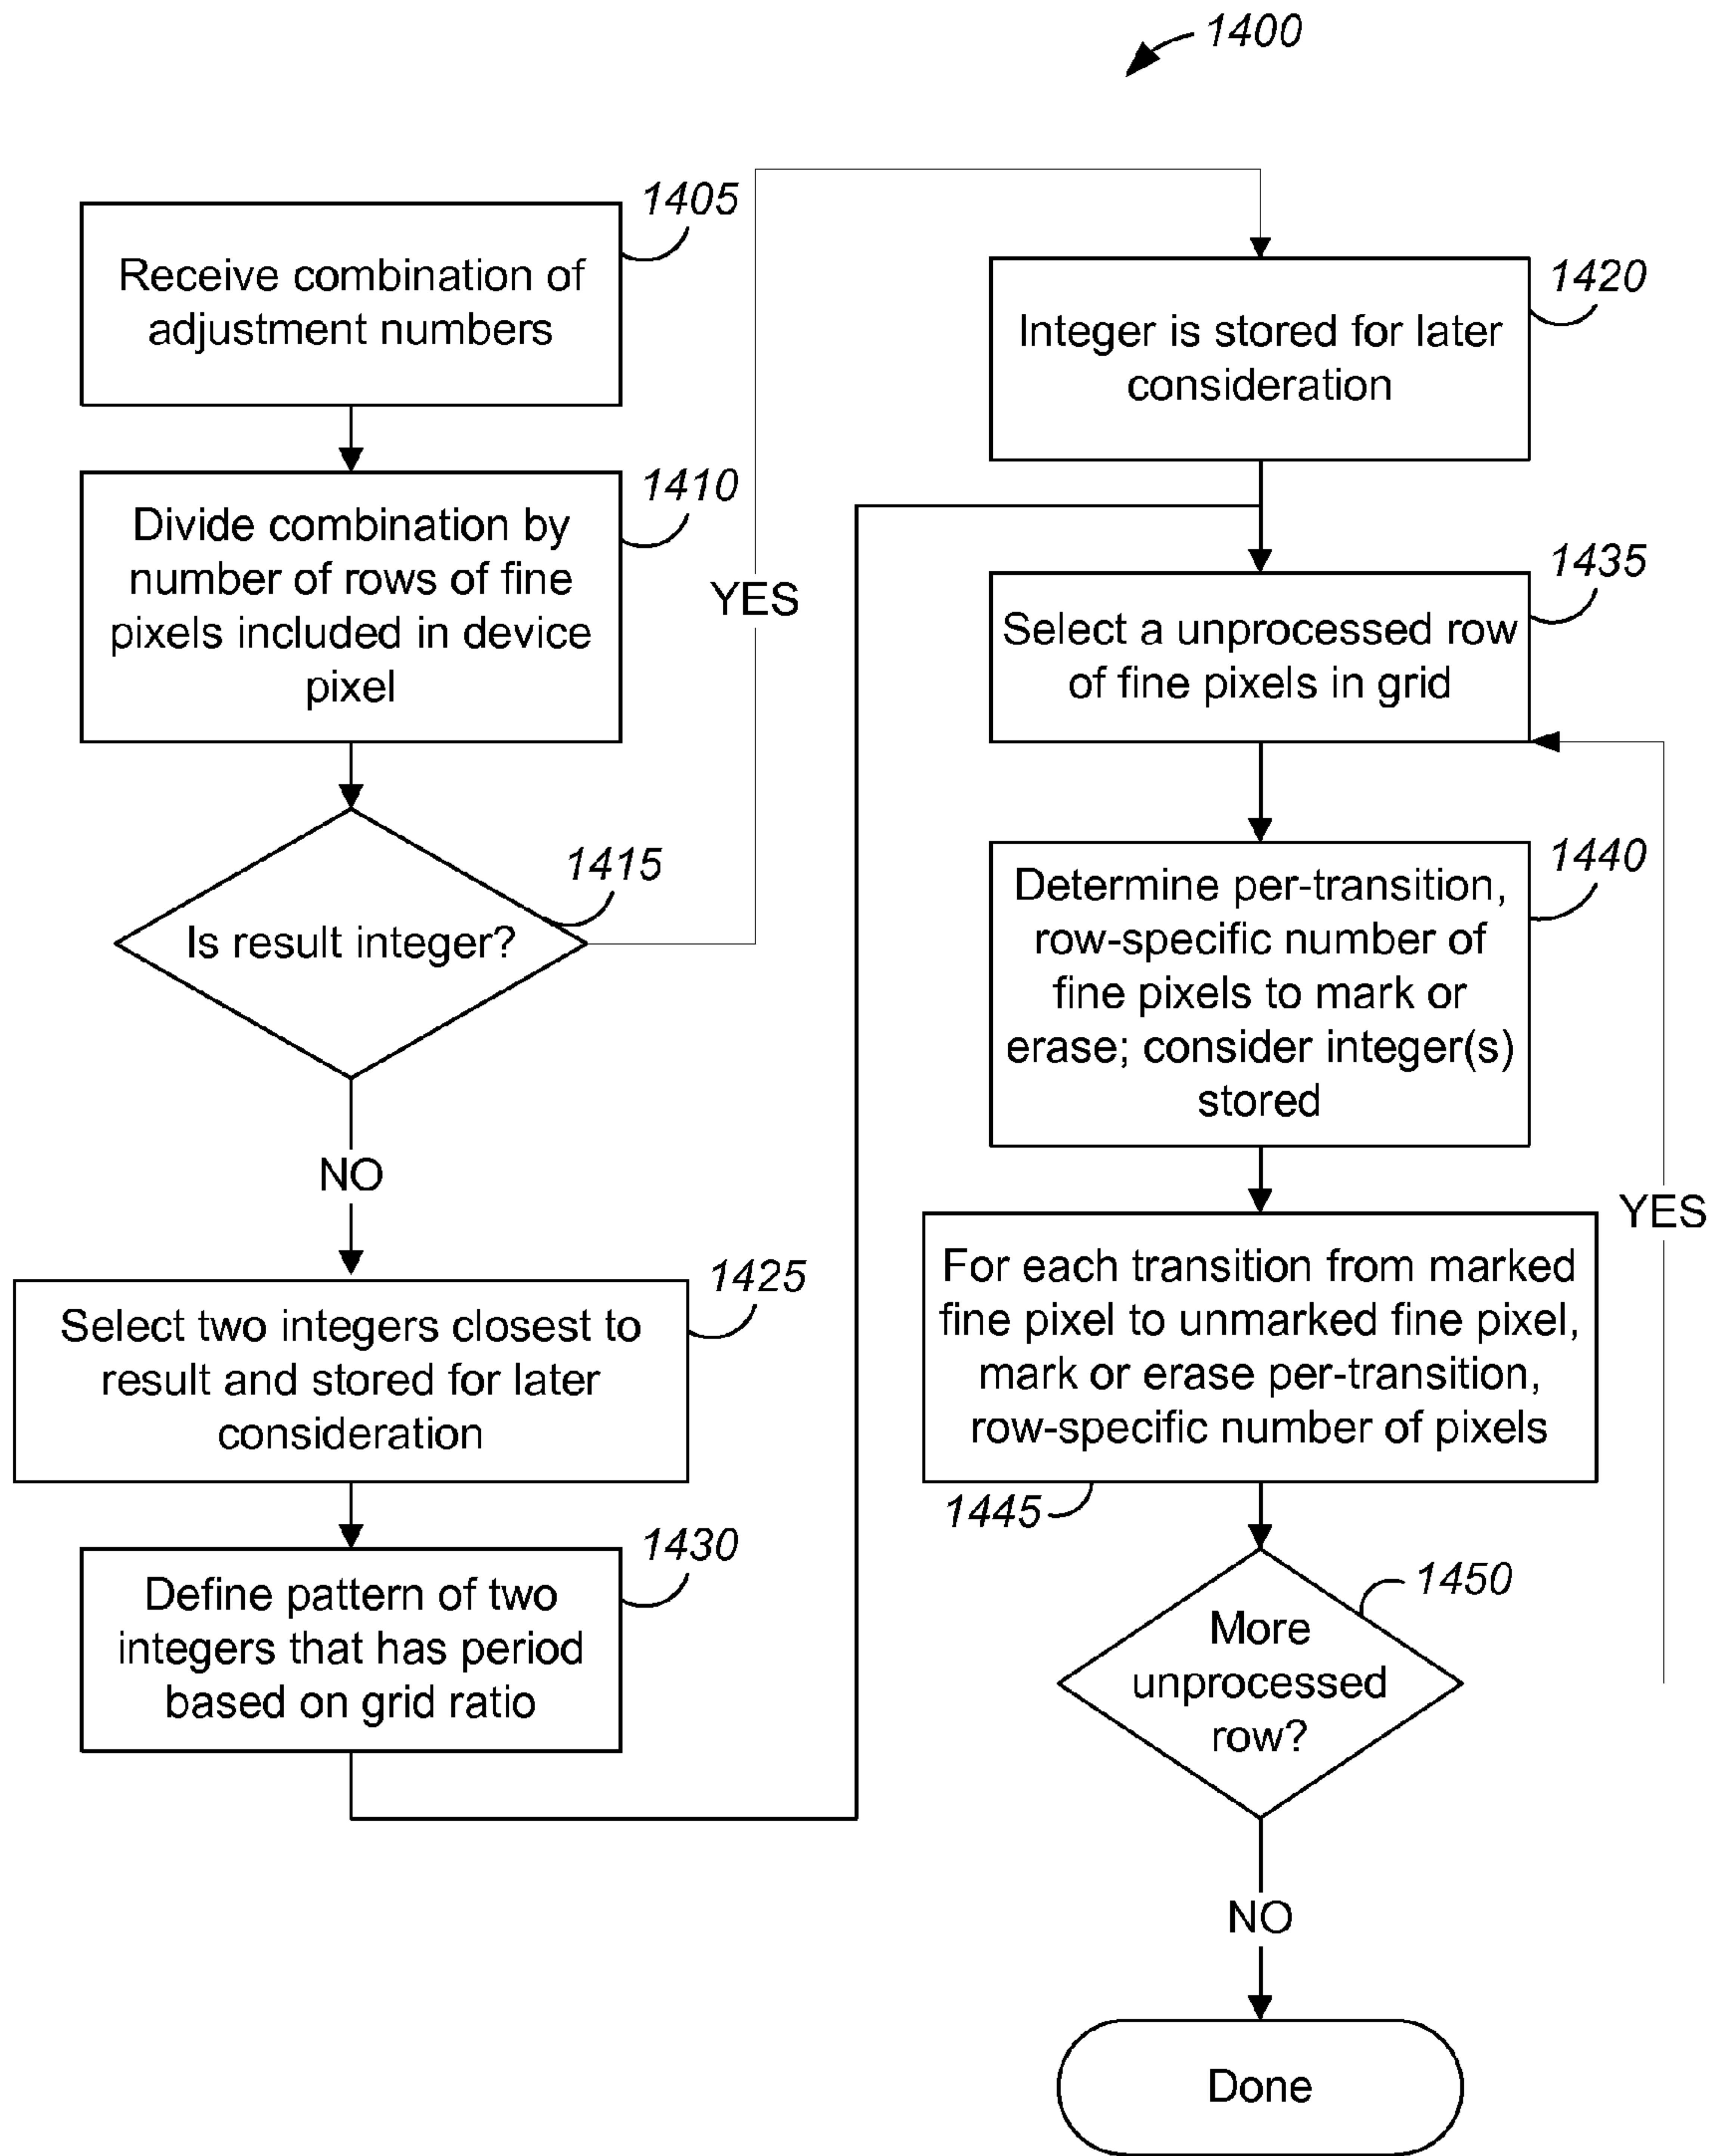 1400
1405
Receive combination of
adjustment numbers
1410
Divide combination by
number of rows of fine
pixels included in device
pixel
1415
Is result integer?
YES
NO
1425
Select two integers closest to
result and stored for later
consideration
1430
Define pattern of two
integers that has period
based on grid ratio
1420
Integer is stored for later
consideration
1435
Select a unprocessed row
of fine pixels in grid
1440
Determine per-transition,
row-specific number of
fine pixels to mark or
erase; consider integer(s)
stored
For each transition from marked
fine pixel to unmarked fine pixel,
mark or erase per-transition,
row-specific number of pixels
1445
1450
More
unprocessed
row?
YES
NO
Done